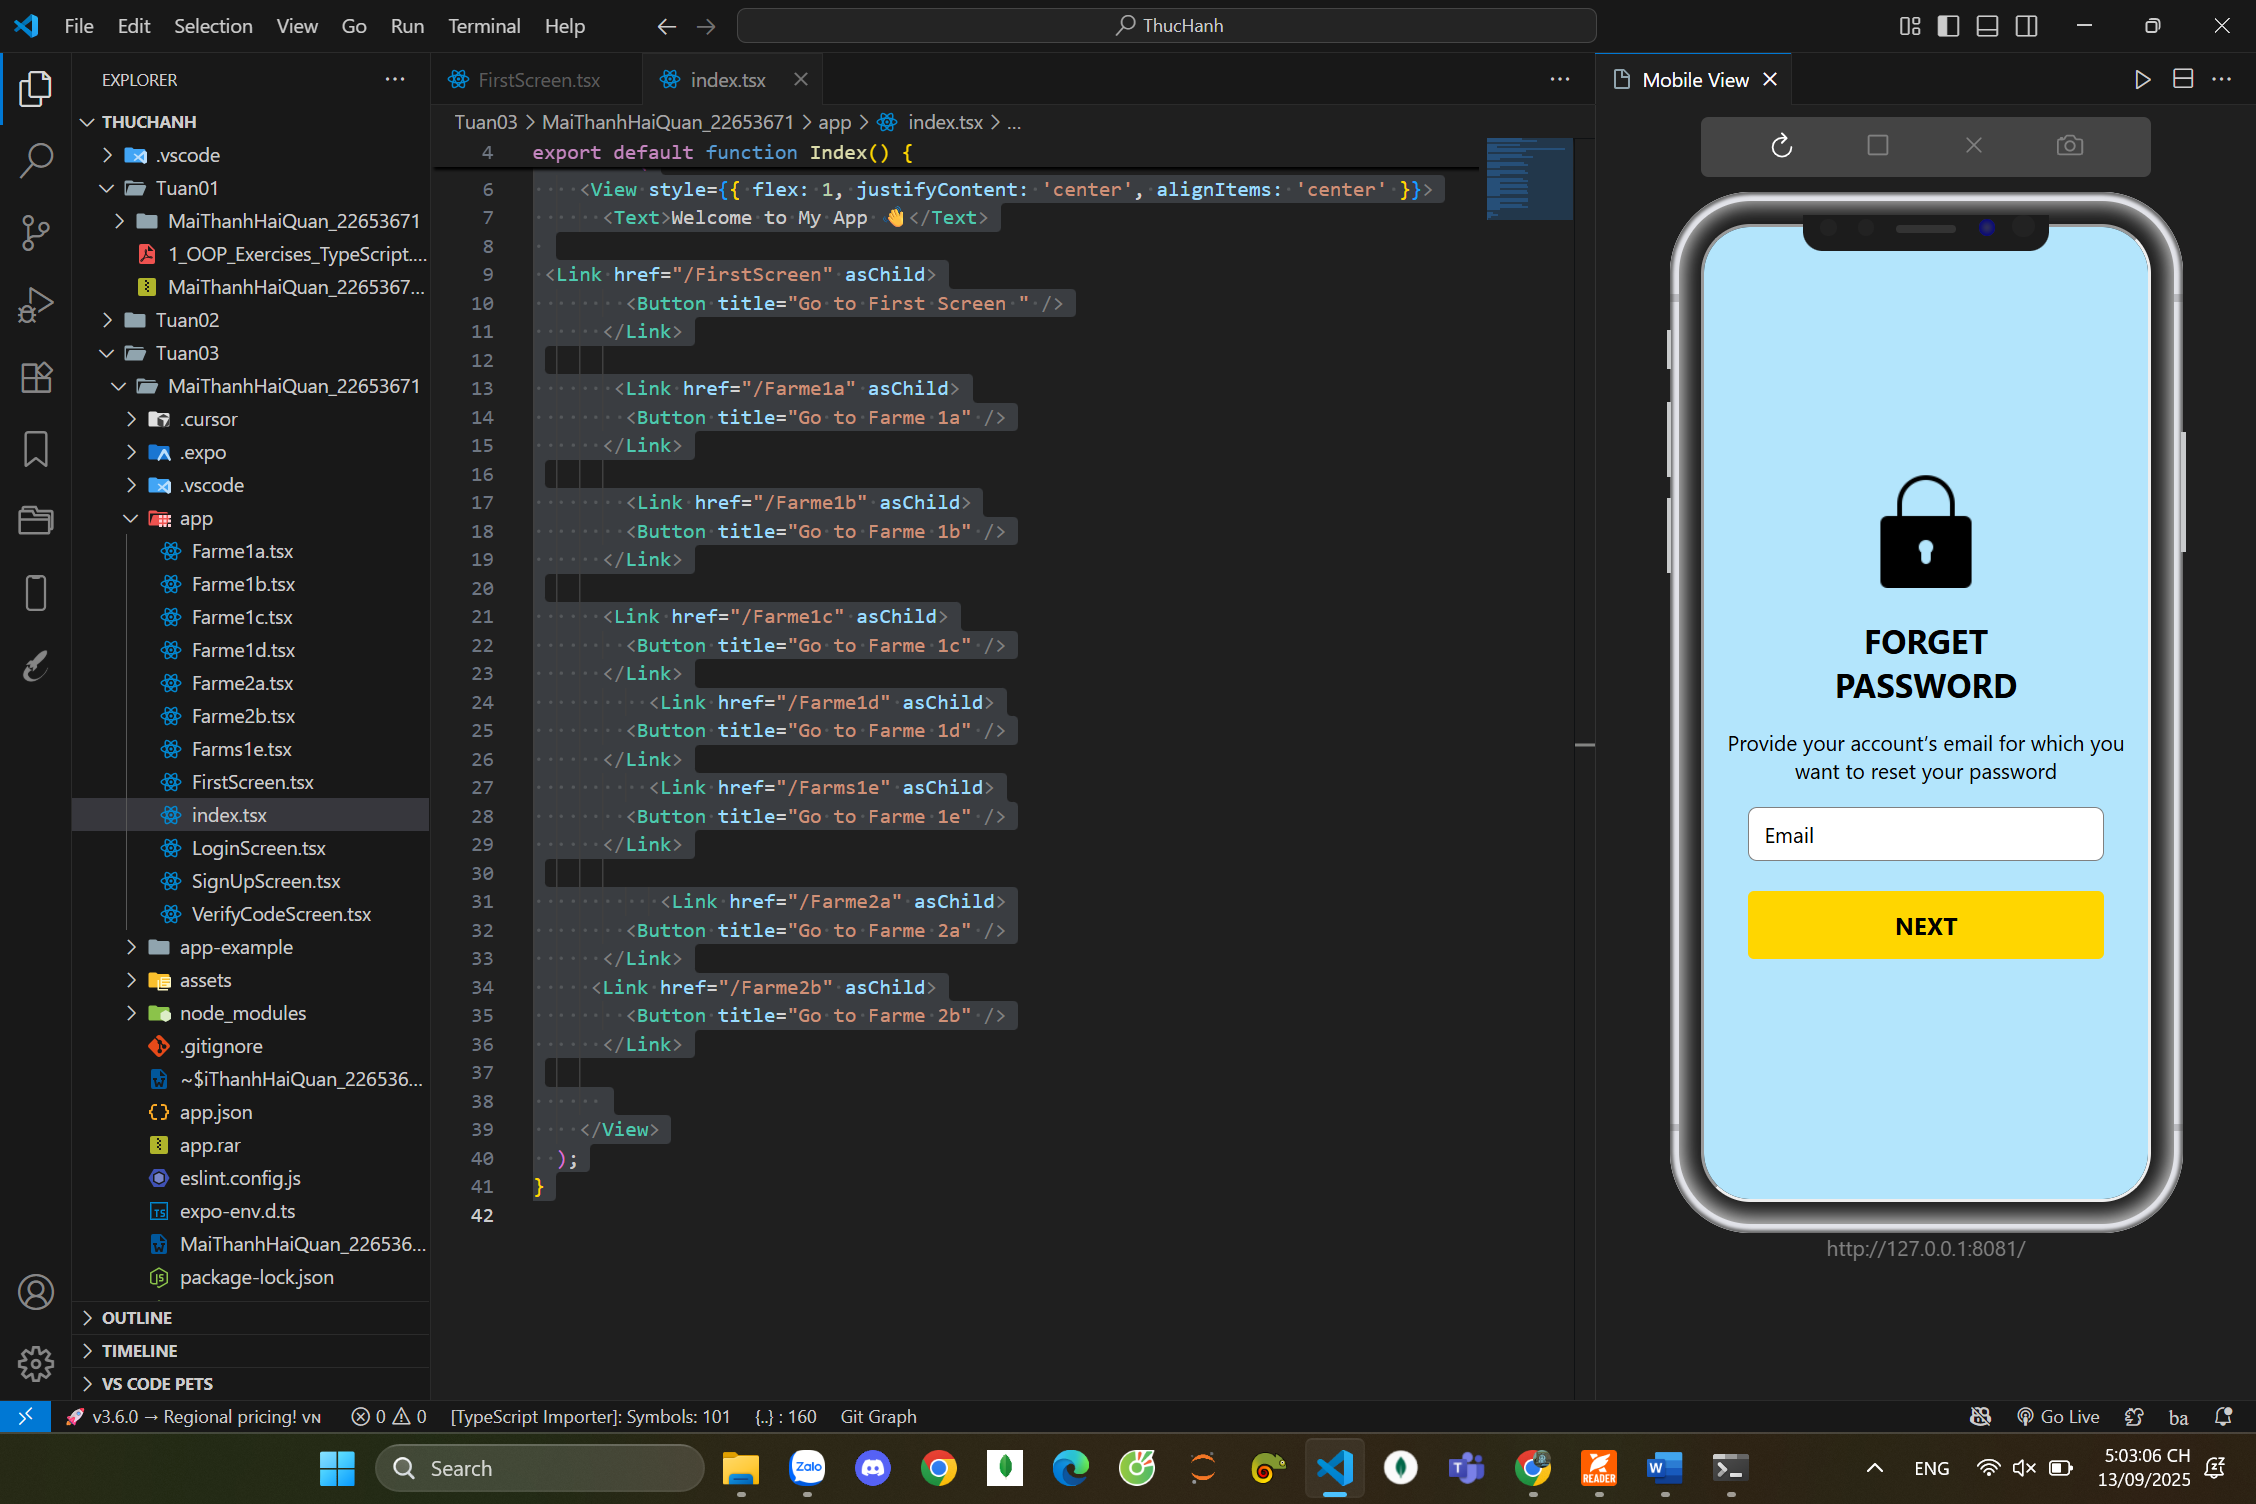 File Edit Selection View Go Run Terminal Help
ThucHanh
EXPLORER
THUCHANH
.vscode
Tuan01
MaiThanhHaiQuan_22653671
1_OOP_Exercises_TypeScript....
MaiThanhHaiQuan_2265367...
Tuan02
Tuan03
MaiThanhHaiQuan_22653671
.cursor
.expo
.vscode
app
Farme1a.tsx
Farme1b.tsx
Farme1c.tsx
Farme1d.tsx
Farme2a.tsx
Farme2b.tsx
Farms1e.tsx
FirstScreen.tsx
index.tsx
LoginScreen.tsx
SignUpScreen.tsx
VerifyCodeScreen.tsx
app-example
assets
node_modules
.gitignore
~$iThanhHaiQuan_226536...
app.json
app.rar
eslint.config.js
expo-env.d.ts
MaiThanhHaiQuan_226536...
package-lock.json
OUTLINE
TIMELINE
VS CODE PETS
FirstScreen.tsx
index.tsx
Tuan03 > MaiThanhHaiQuan_22653671 > app > index.tsx > ...
4 export default function Index() {
6 <View style={{ flex: 1, justifyContent: 'center', alignItems: 'center' }}>
7 <Text>Welcome to My App 👋</Text>
8
9 <Link href="/FirstScreen" asChild>
10 <Button title="Go to First Screen " />
11 </Link>
12
13 <Link href="/Farme1a" asChild>
14 <Button title="Go to Farme 1a" />
15 </Link>
16
17 <Link href="/Farme1b" asChild>
18 <Button title="Go to Farme 1b" />
19 </Link>
20
21 <Link href="/Farme1c" asChild>
22 <Button title="Go to Farme 1c" />
23 </Link>
24 <Link href="/Farme1d" asChild>
25 <Button title="Go to Farme 1d" />
26 </Link>
27 <Link href="/Farms1e" asChild>
28 <Button title="Go to Farme 1e" />
29 </Link>
30
31 <Link href="/Farme2a" asChild>
32 <Button title="Go to Farme 2a" />
33 </Link>
34 <Link href="/Farme2b" asChild>
35 <Button title="Go to Farme 2b" />
36 </Link>
37
38
39 </View>
40 );
41 }
42
Mobile View
FORGET
PASSWORD
Provide your account’s email for which you
want to reset your password
Email
NEXT
http://127.0.0.1:8081/
v3.6.0 → Regional pricing! VN 0 0 [TypeScript Importer]: Symbols: 101 {..} : 160 Git Graph
Go Live ba
Search
Zalo
READER
W
ENG
5:03:06 CH
13/09/2025